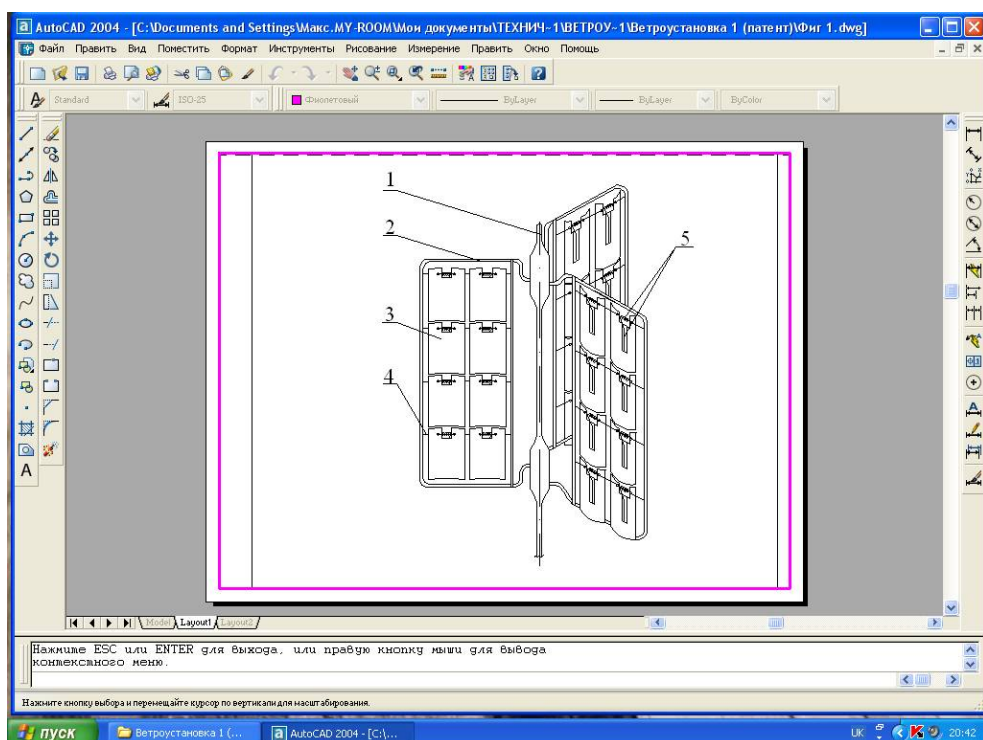 AutoCAD 2004 - [C:\Documents and Settings\Макс.MY-ROOM\Мои документы\ТЕХНИЧ~1\ВЕТРОУ~1\Ветроустановка 1 (патент)\Фиг 1.dwg]
Файл Править Вид Поместить Формат Инструменты Рисование Измерение Править Окно Помощь
Standard ISO-25 Фиолетовый ByLayer ByLayer ByColor
1
2
5
3
4
A
Model Layout1 Layout2
Нажмите ESC или ENTER для выхода, или правую кнопку мыши для вывода
контекстного меню.
Нажмите кнопку выбора и перемещайте курсор по вертикали для масштабирования.
пуск Ветроустановка 1 (... AutoCAD 2004 - [C:\... UK 20:42